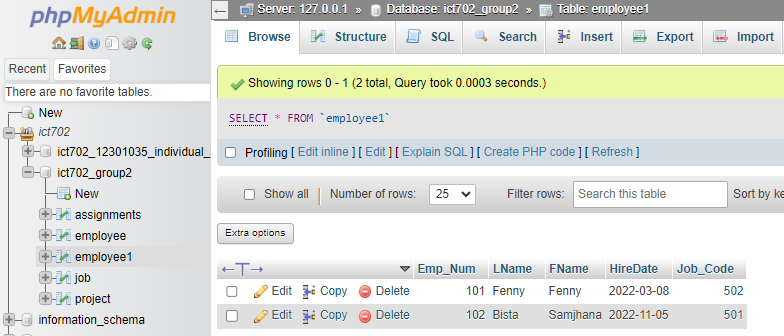 phpMyAdmin
Recent Favorites
There are no favorite tables.
New
ict702
ict702_12301035_individual_
ict702_group2
New
assignments
employee
employee1
job
project
information_schema
Server: 127.0.0.1 » Database: ict702_group2 » Table: employee1
Browse Structure SQL Search Insert Export Import
Showing rows 0 - 1 (2 total, Query took 0.0003 seconds.)
SELECT * FROM `employee1`
Profiling [ Edit inline ] [ Edit ] [ Explain SQL ] [ Create PHP code ] [ Refresh ]
Show all Number of rows: 25 Filter rows: Search this table Sort by ke
Extra options
Emp_Num LName FName HireDate Job_Code
Edit Copy Delete 101 Fenny Fenny 2022-03-08 502
Edit Copy Delete 102 Bista Samjhana 2022-11-05 501